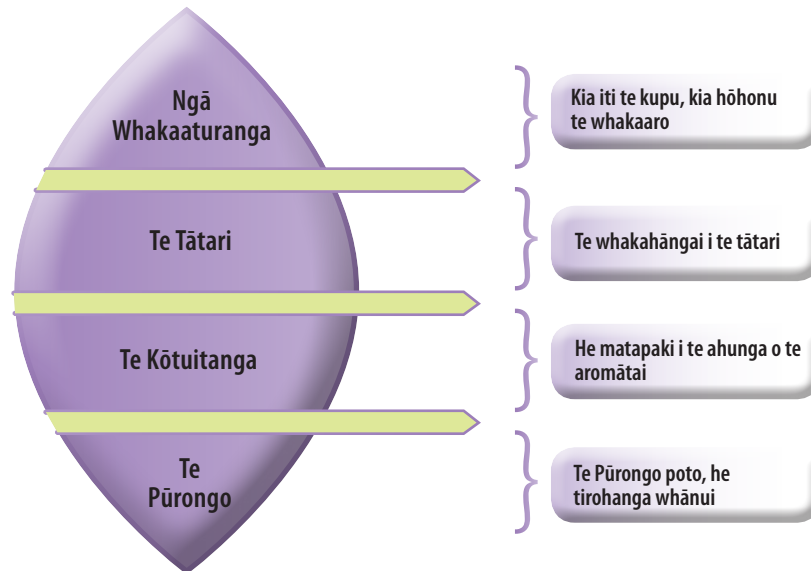 Ngā
Whakaaturanga
Kia iti te kupu, kia hōhonu
te whakaaro
Te Tātari
Te whakahāngai i te tātari
Te Kōtuitanga
He matapaki i te ahunga o te
aromātai
Te
Pūrongo
Te Pūrongo poto, he
tirohanga whānui